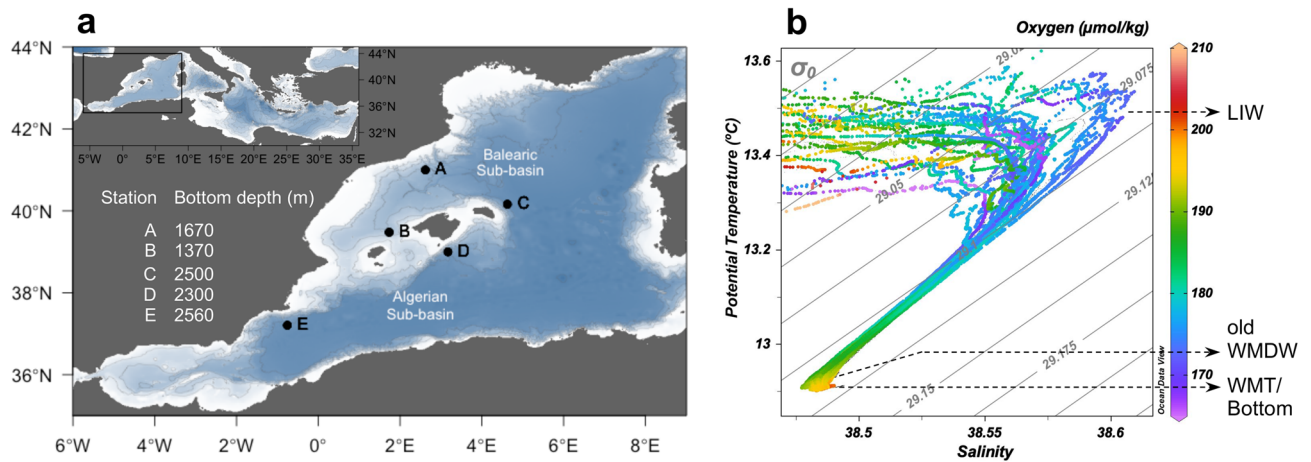 a
44°N
42°N
40°N
38°N
36°N
6°W 4°W 2°W 0° 2°E 4°E 6°E 8°E
44°N
40°N
36°N
32°N
5°W 0° 5°E 10°E 15°E 20°E 25°E 30°E 35°E
Station Bottom depth (m)
A 1670
B 1370
C 2500
D 2300
E 2560
Balearic
Sub-basin
Algerian
Sub-basin
A
B
C
D
E
b
Oxygen (μmol/kg)
σ0
Potential Temperature (°C)
13.6
13.4
13.2
13
38.5 38.55 38.6
Salinity
29.075
29.05
29.125
29.175
29.15
Ocean Data View
210
200
190
180
170
LIW
old
WMDW
WMT/
Bottom